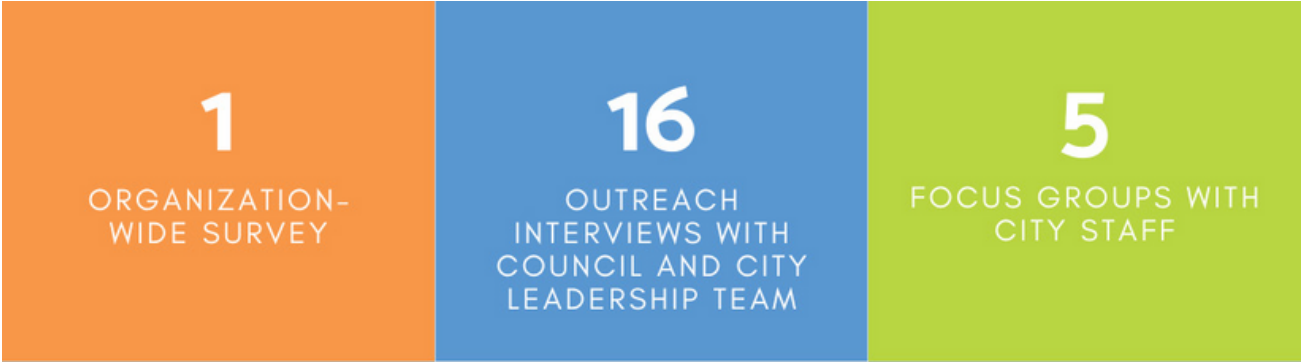 1
ORGANIZATION-
WIDE SURVEY
16
OUTREACH
INTERVIEWS WITH
COUNCIL AND CITY
LEADERSHIP TEAM
5
FOCUS GROUPS WITH
CITY STAFF